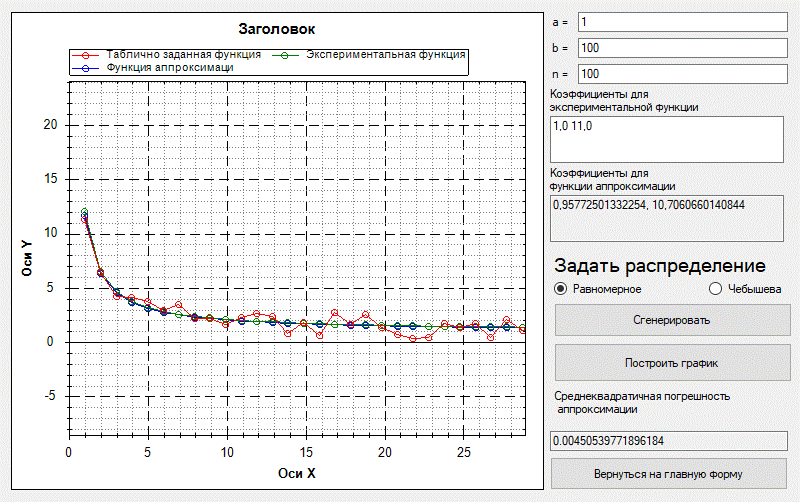 Заголовок
Таблично заданная функция
Экспериментальная функция
Функция аппроксимаци
20
15
10
5
0
-5
Оси Y
0
5
10
15
20
25
Оси X
a =
1
b =
100
n =
100
Коэффициенты для
экспериментальной функции
1,0 11,0
Коэффициенты для
функции аппроксимации
0,95772501332254, 10,7060660140844
Задать распределение
Равномерное
Чебышева
Сгенерировать
Построить график
Среднеквадратичная погрешность
аппроксимации
0.00450539771896184
Вернуться на главную форму